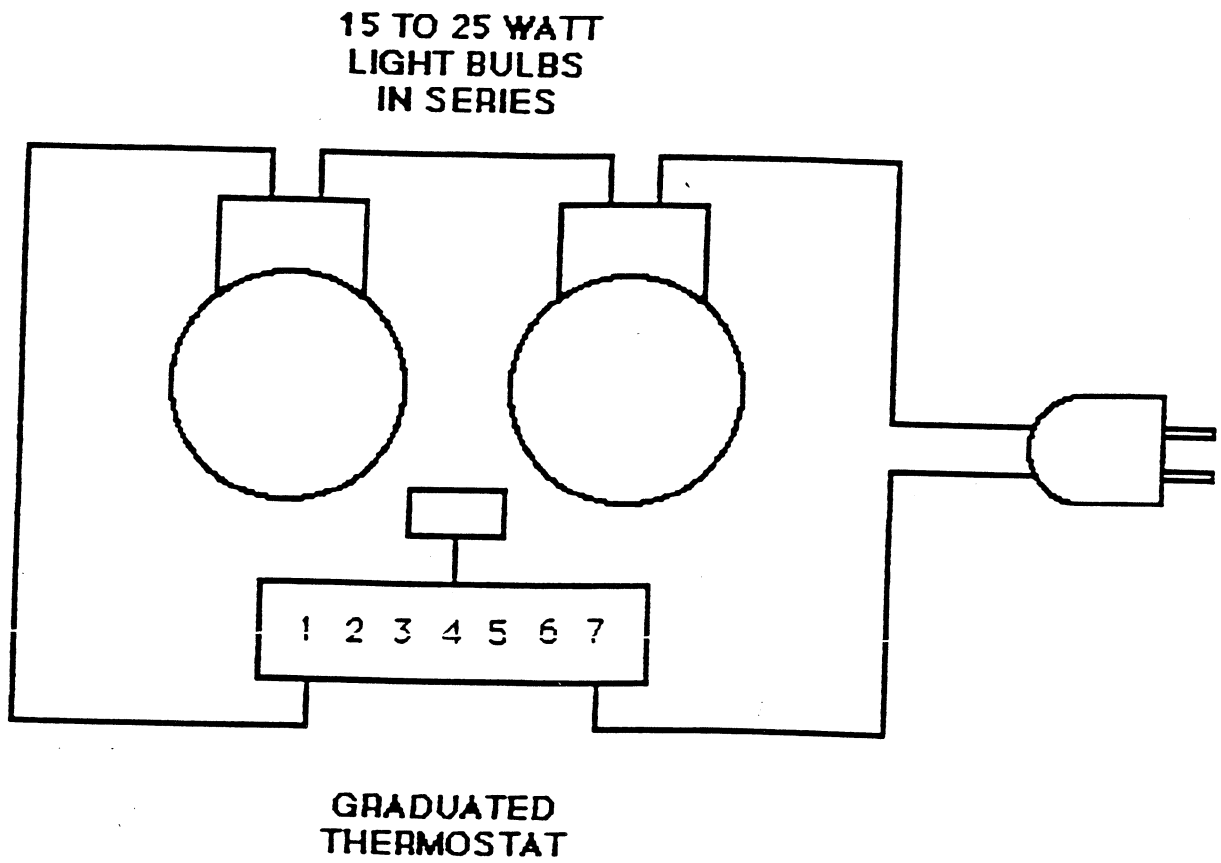 15 TO 25 WATT
LIGHT BULBS
IN SERIES
1 2 3 4 5 6 7
GRADUATED
THERMOSTAT